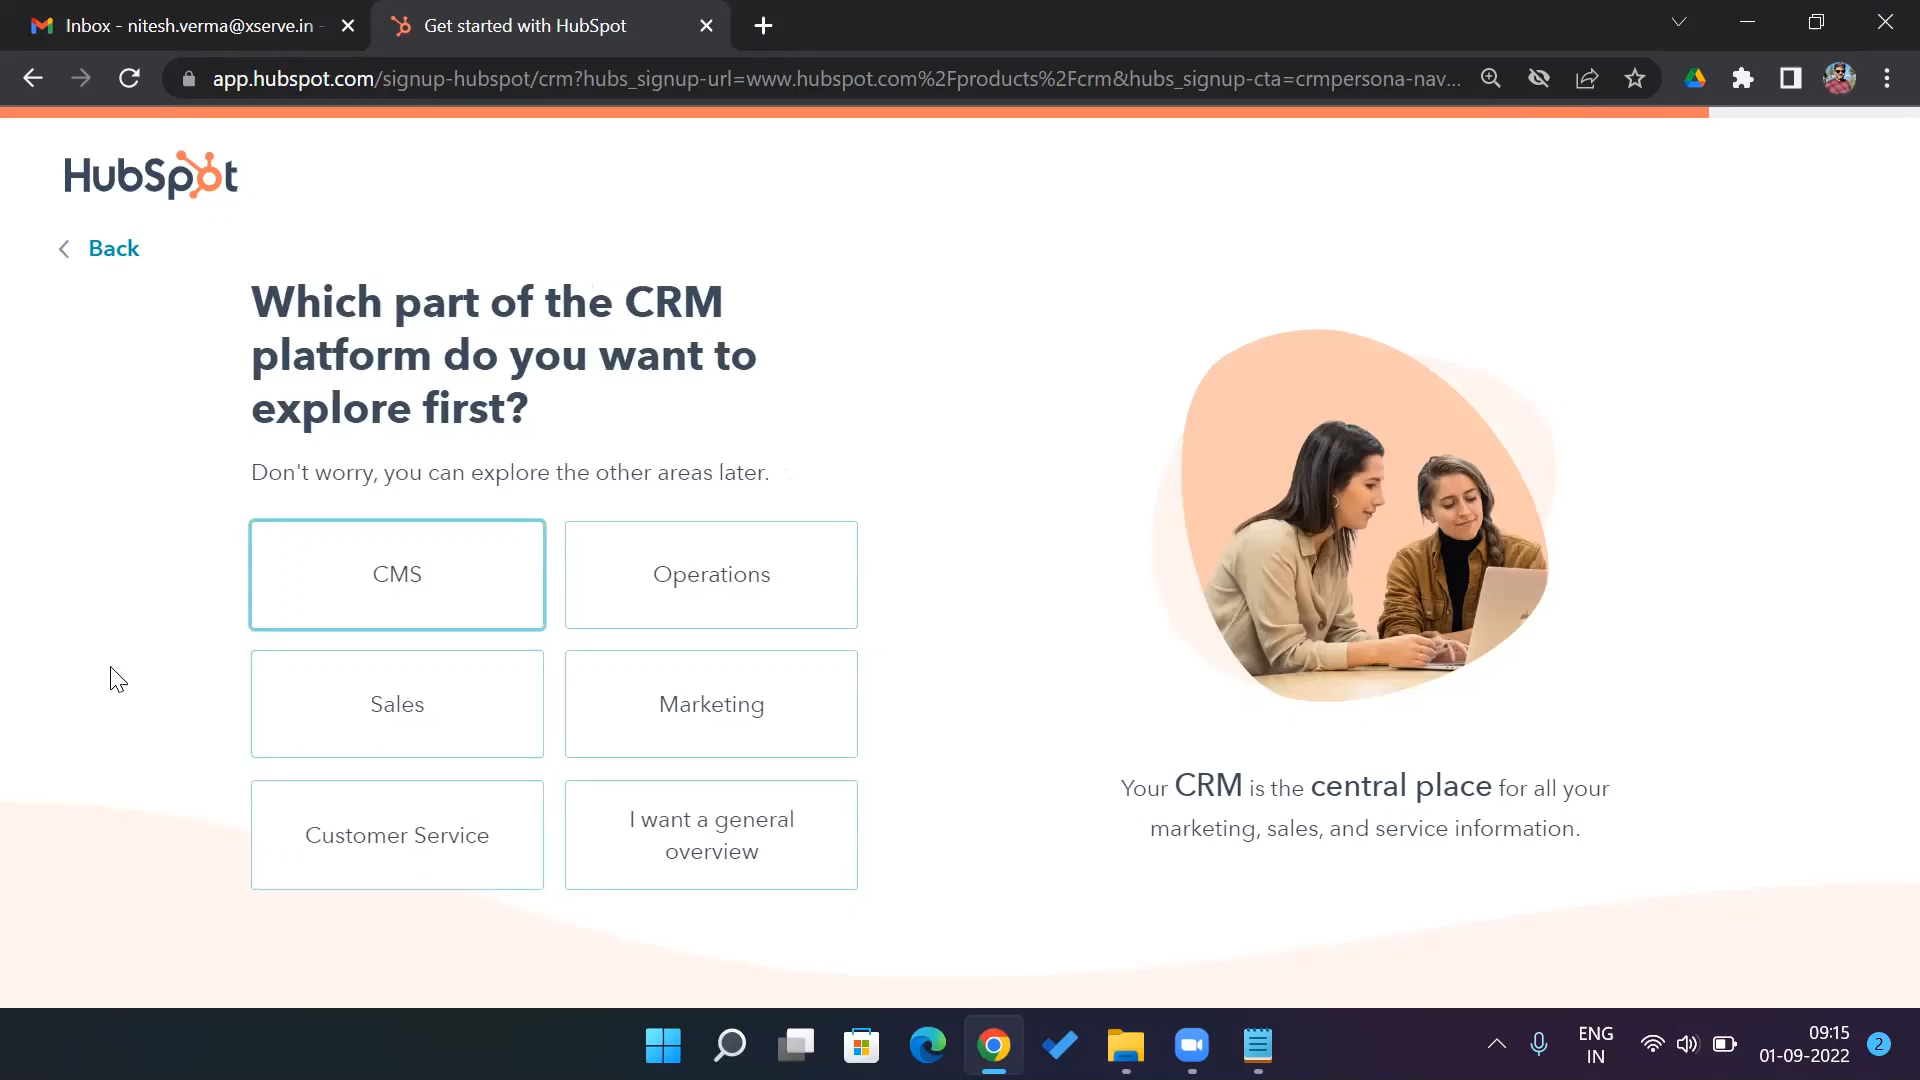 Inbox - nitesh.verma@xserve.in -
Get started with HubSpot
app.hubspot.com/signup-hubspot/crm?hubs_signup-url=www.hubspot.com%2Fproducts%2Fcrm&hubs_signup-cta=crmpersona-nav...
HubSpot
Back
Which part of the CRM
platform do you want to
explore first?
Don't worry, you can explore the other areas later.
CMS
Operations
Sales
Marketing
Customer Service
I want a general
overview
Your CRM is the central place for all your
marketing, sales, and service information.
ENG
IN
09:15
01-09-2022
2